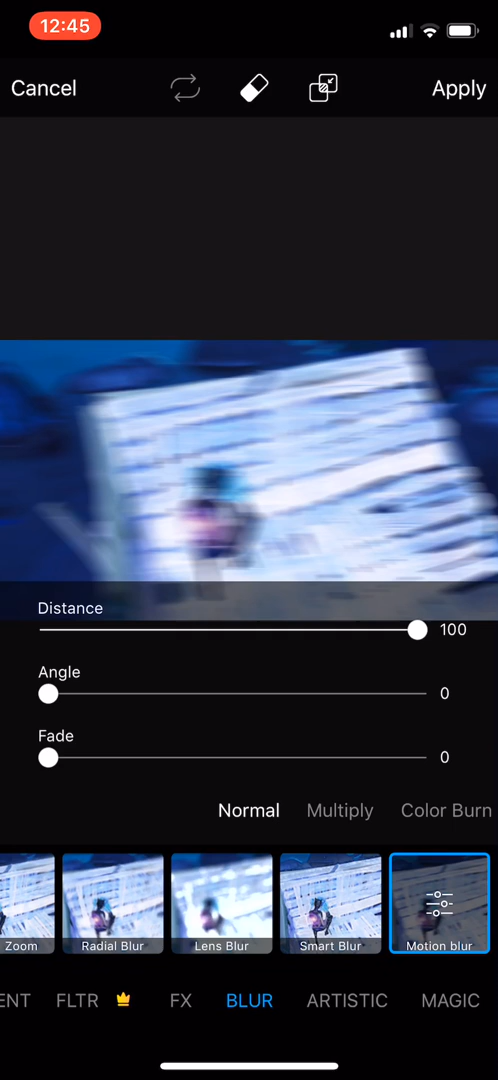 12:45
Cancel Apply
Distance
100
Angle
0
Fade
0
Normal Multiply Color Burn
Zoom Radial Blur Lens Blur Smart Blur Motion blur
ENT FLTR FX BLUR ARTISTIC MAGIC